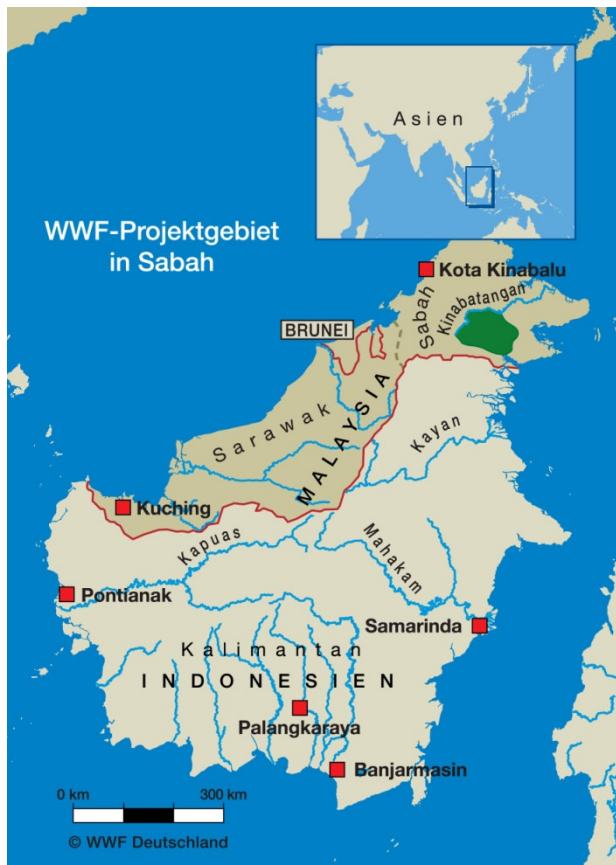 Asien
WWF-Projektgebiet
in Sabah
Kota Kinabalu
Sabah
Kinabatangan
BRUNEI
Sarawak
MALAYSIA
Kayan
Kuching
Kapuas
Mahakam
Pontianak
Samarinda
Kalimantan
INDONESIEN
Palangkaraya
Banjarmasin
0 km 300 km
© WWF Deutschland